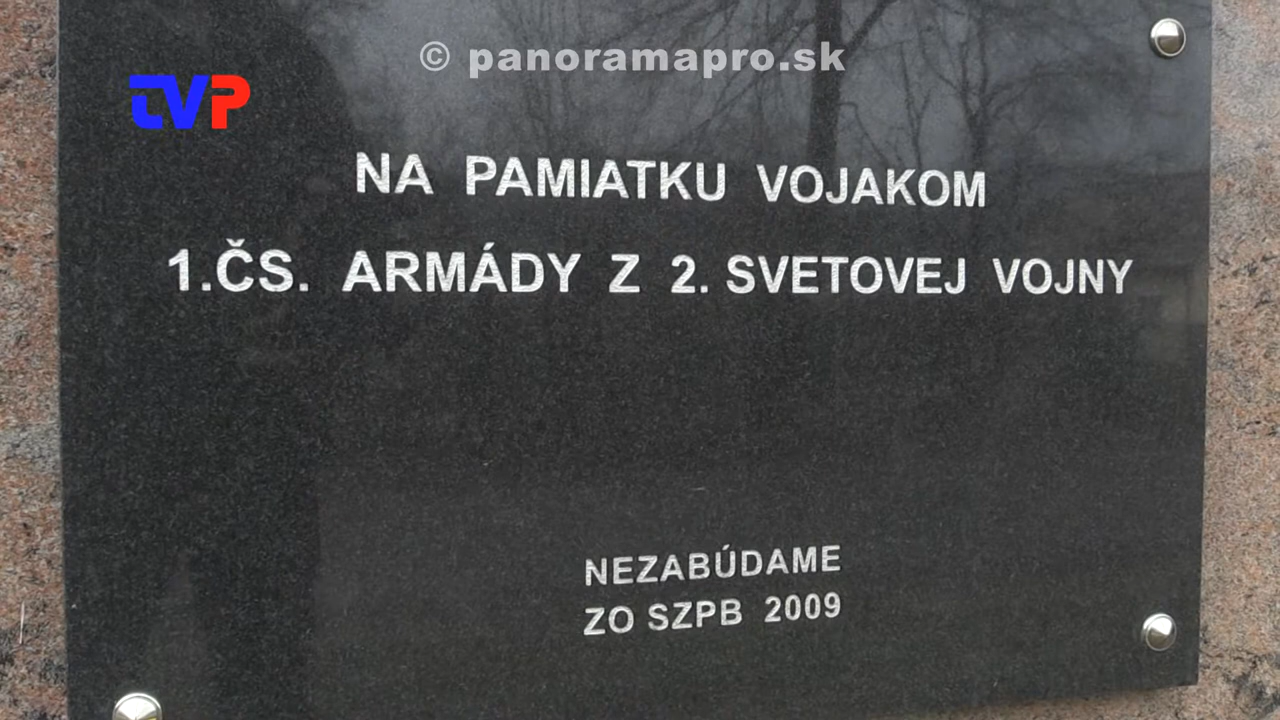 © panoramapro.sk
TVP
NA PAMIATKU VOJAKOM
1.ČS. ARMÁDY Z 2. SVETOVEJ VOJNY
NEZABÚDAME
ZO SZPB 2009